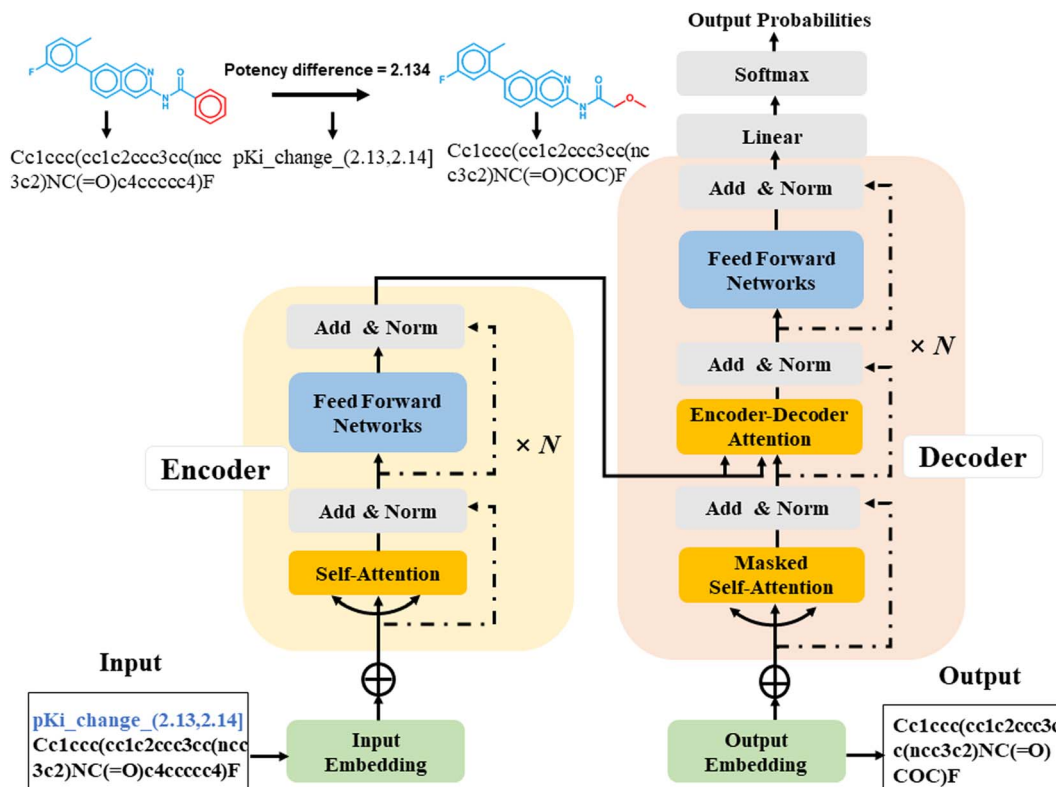 Output Probabilities
Softmax
Linear
Add & Norm
Feed Forward
Networks
Add & Norm
Encoder-Decoder
Attention
Add & Norm
Masked
Self-Attention
× N
Decoder
F
N
N
H
O
Potency difference = 2.134
F
N
N
H
O
O
Cc1ccc(cc1c2ccc3cc(ncc
3c2)NC(=O)c4ccccc4)F
pKi_change_(2.13,2.14]
Cc1ccc(cc1c2ccc3cc(nc
c3c2)NC(=O)COC)F
Add & Norm
Feed Forward
Networks
× N
Encoder
Add & Norm
Self-Attention
Input
pKi_change_(2.13,2.14]
Cc1ccc(cc1c2ccc3cc(ncc
3c2)NC(=O)c4ccccc4)F
Input
Embedding
Output
Embedding
Output
Cc1ccc(cc1c2ccc3c
c(ncc3c2)NC(=O)
COC)F